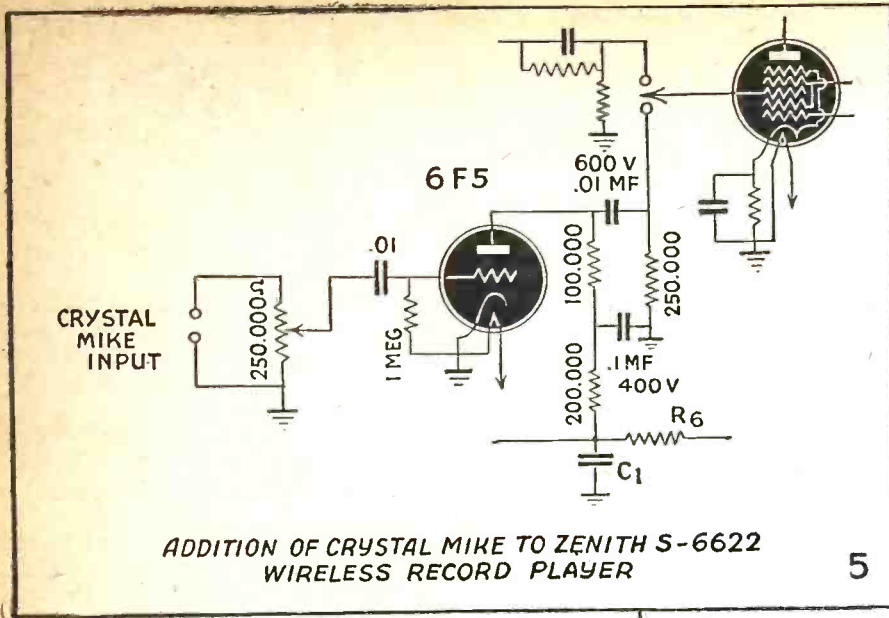 6F5
600 V
.01 MF
.01
CRYSTAL
MIKE
INPUT
250.000Ω
1 MEG
100.000
250.000
.1MF
400 V
200.000
R6
C1
ADDITION OF CRYSTAL MIKE TO ZENITH S-6622
WIRELESS RECORD PLAYER
5